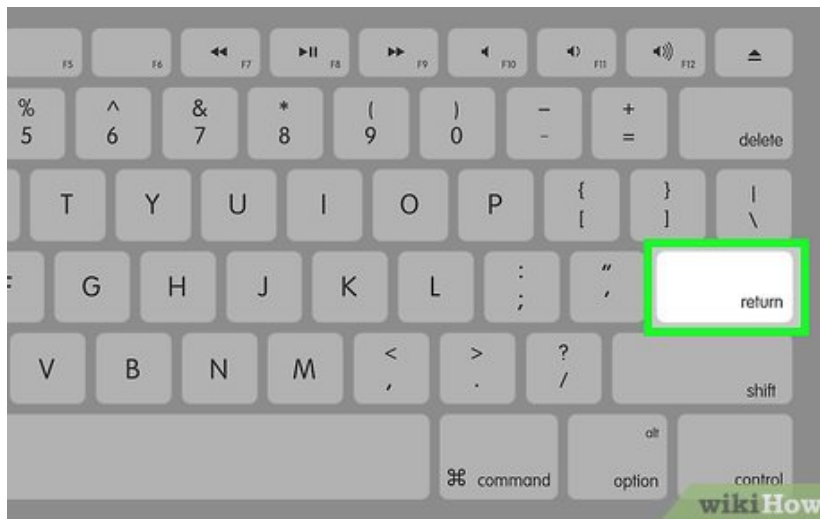 F5 F6 F7 F8 F9 F10 F11 F12
% ^ & * ( ) – +
5 6 7 8 9 0 - = delete
T Y U I O P { [ } ] | \
G H J K L : ; " ' return
V B N M < , > . ? / shift
alt
⌘ command option control
wikiHow